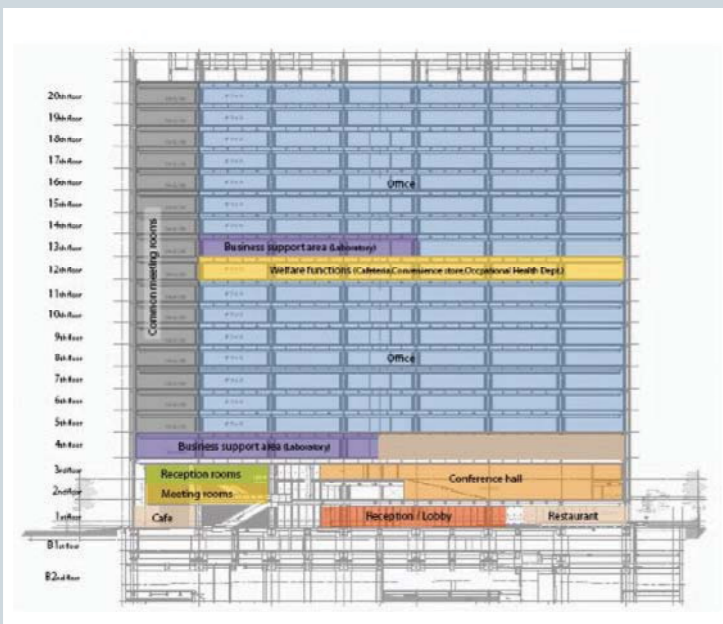 20th floor
19th floor
18th floor
17th floor
16th floor
Office
15th floor
14th floor
13th floor
Business support area (Laboratory)
12th floor
Welfare functions (Cafeteria,Convenience store,Occpational Health Dept.)
Common meeting rooms
11th floor
10th floor
9th floor
8th floor
Office
7th floor
6th floor
5th floor
4th floor
Business support area (Laboratory)
3rd floor
Reception rooms
Conference hall
2nd floor
Meeting rooms
1st floor
Cafe
Reception / Lobby
Restaurant
B1st floor
B2nd floor